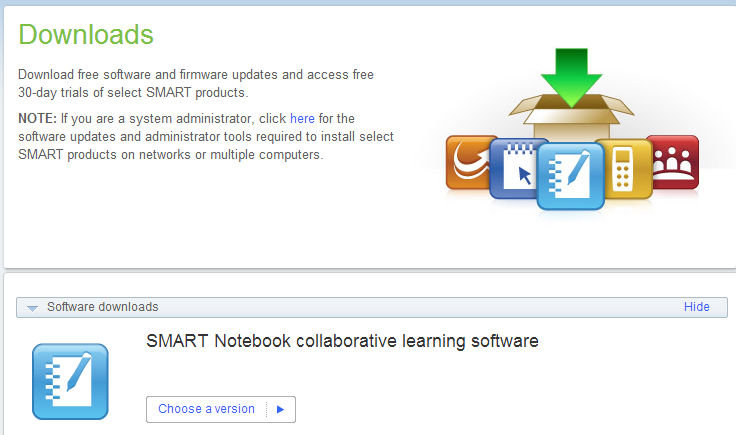 Downloads
Download free software and firmware updates and access free
30-day trials of select SMART products.
NOTE: If you are a system administrator, click here for the
software updates and administrator tools required to install select
SMART products on networks or multiple computers.
Software downloads
Hide
SMART Notebook collaborative learning software
Choose a version